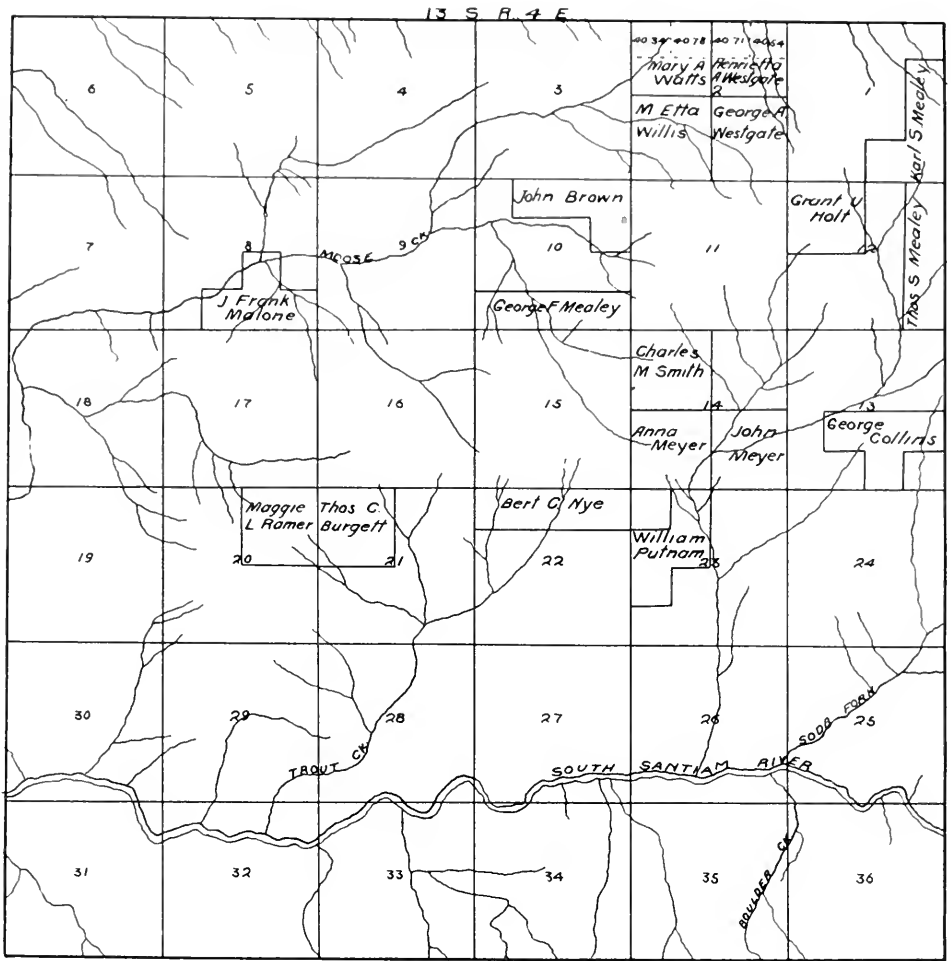 13 S R. 4 E
6
5
4
3
40 34 40 78 40 71 40 64
Mary A
Watts
Henrietta
A Westgate
2
1
M Etta
Willis
George A
Westgate
Karl S Mealey
7
8
MOOSE
9
CK
John Brown
10
11
Grant U
Holt
12
Thos S Mealey
J Frank
Malone
George F Mealey
18
17
16
15
Charles
M Smith
14
13
Anna
Meyer
John
Meyer
George
Collins
19
Maggie
L Ramer
Thos C.
Burgett
20
21
Bert C Nye
22
William
Putnam
23
24
30
29
28
27
26
25
TROUT CK
SODA FORK
SOUTH SANTIAM RIVER
31
32
33
34
35
36
BOULDER CK